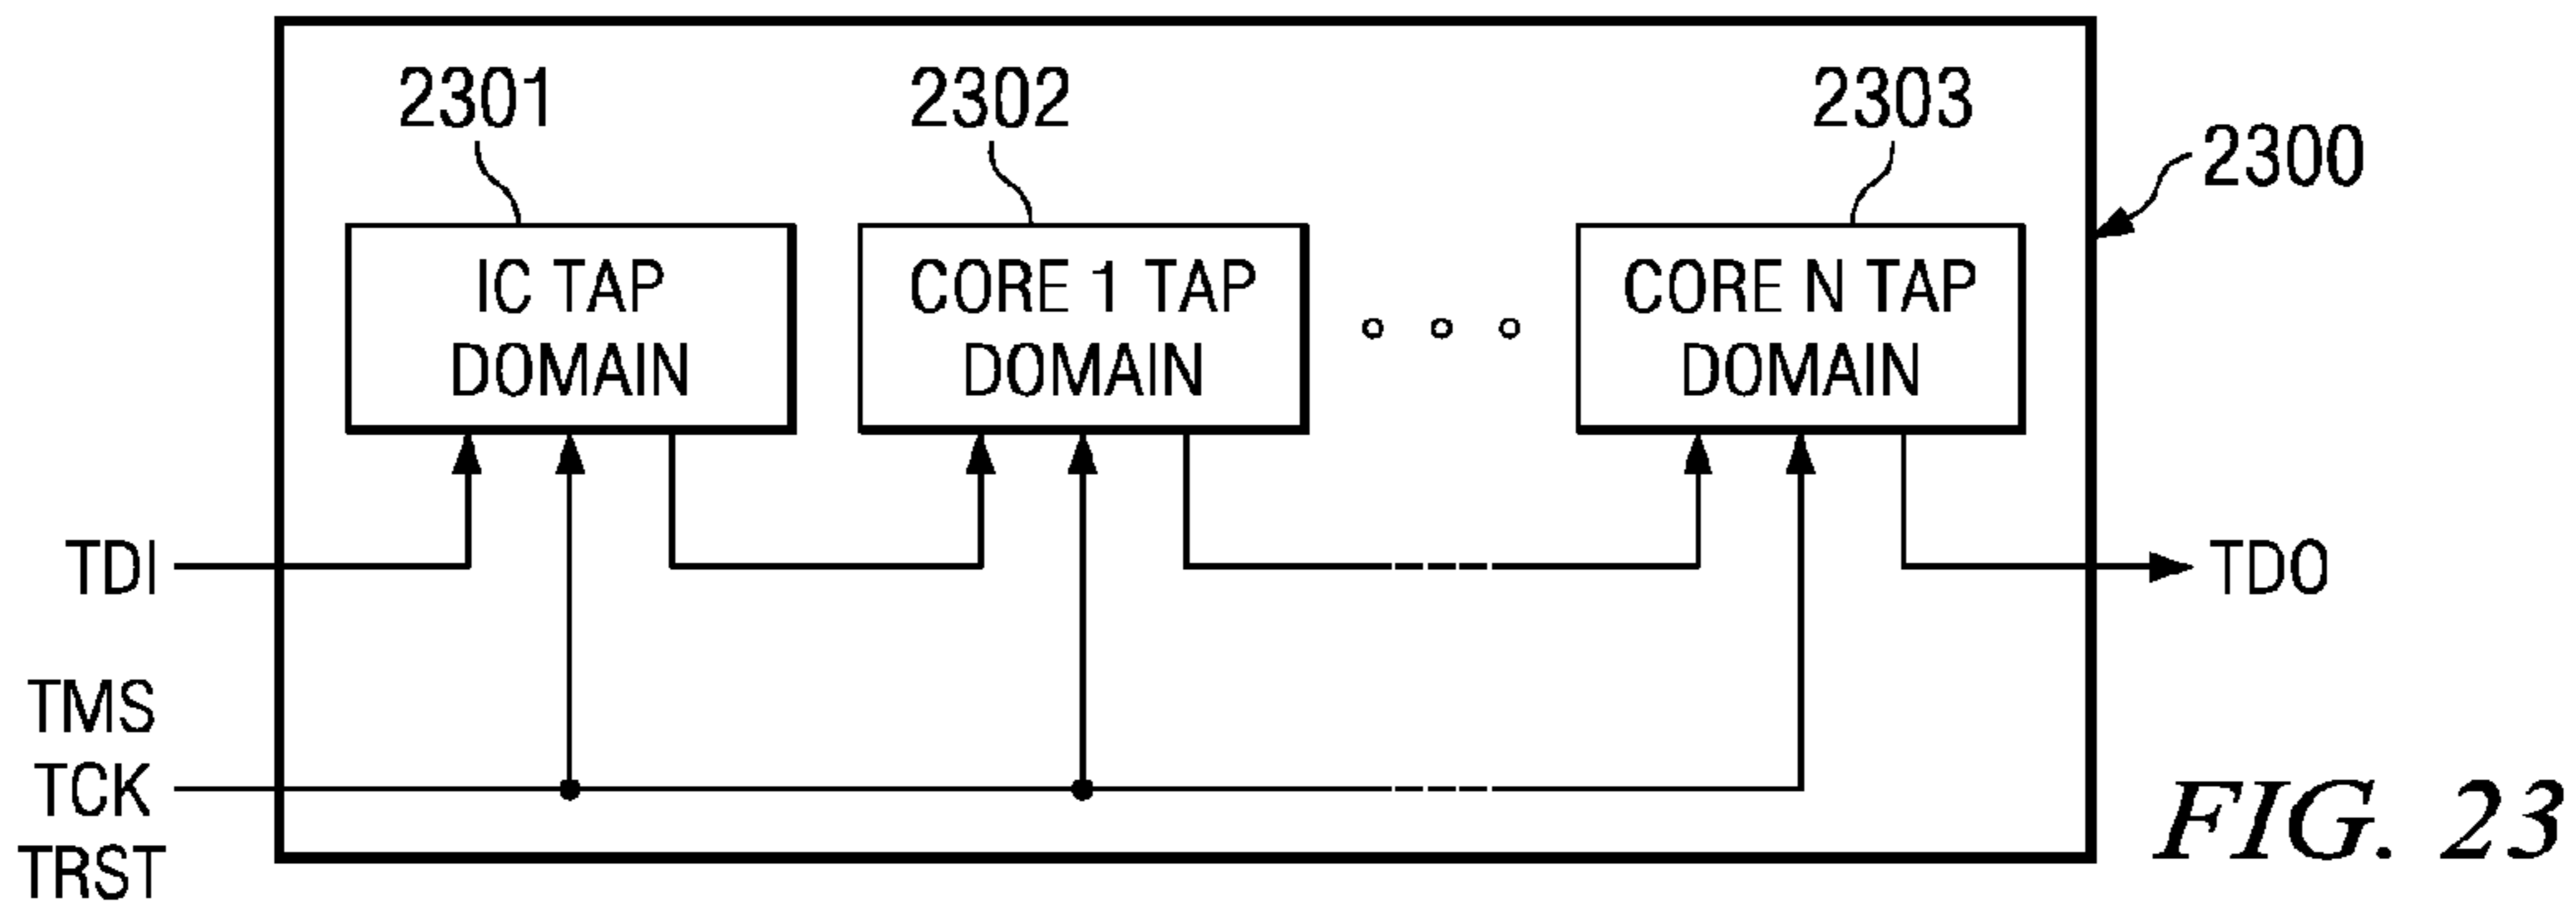 2301
2302
2303
2300
IC TAP
DOMAIN
CORE 1 TAP
DOMAIN
CORE N TAP
DOMAIN
TDI
TDO
TMS
TCK
TRST
FIG. 23